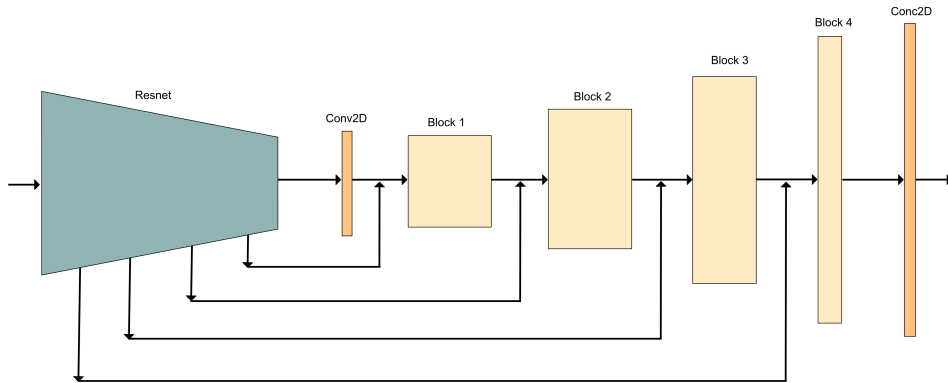 Resnet
Conv2D
Block 1
Block 2
Block 3
Block 4
Conc2D